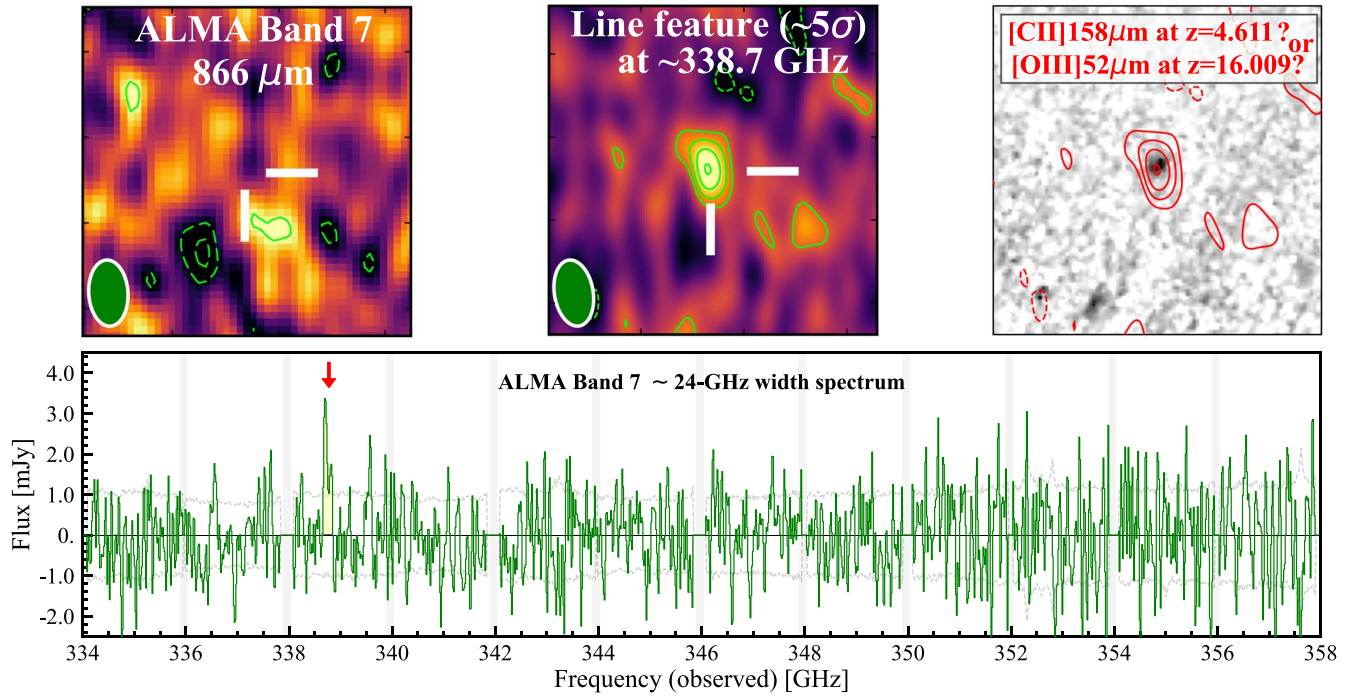 ALMA Band 7
866 μm
Line feature (~5σ)
at ~338.7 GHz
[CII]158μm at z=4.611?
or
[OIII]52μm at z=16.009?
ALMA Band 7 ~ 24-GHz width spectrum
Flux [mJy]
4.0
3.0
2.0
1.0
0.
-1.0
-2.0
334 336 338 340 342 344 346 348 350 352 354 356 358
Frequency (observed) [GHz]